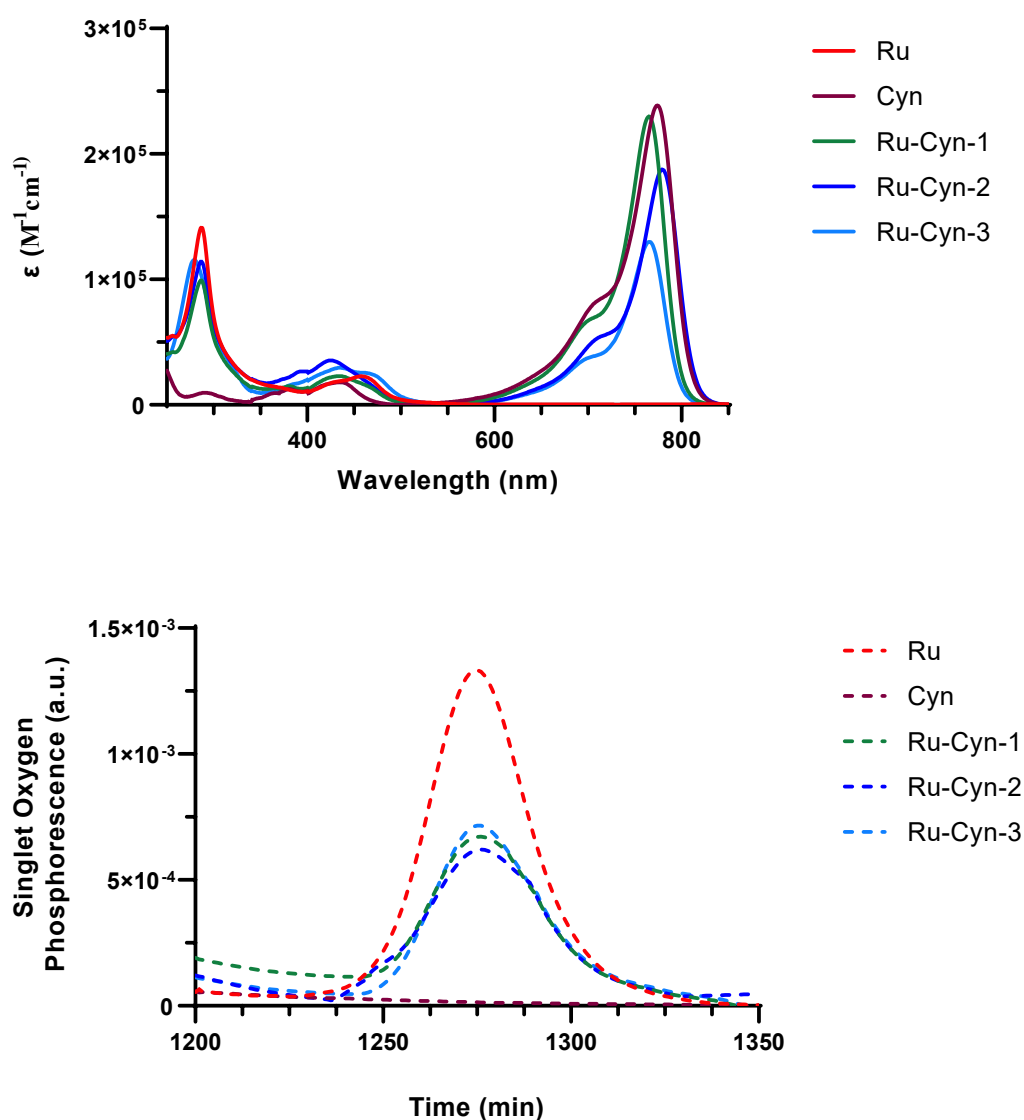 3×10⁵
2×10⁵
1×10⁵
0
ε (M⁻¹cm⁻¹)
400
600
800
Wavelength (nm)
Ru
Cyn
Ru-Cyn-1
Ru-Cyn-2
Ru-Cyn-3
1.5×10⁻³
1×10⁻³
5×10⁻⁴
0
Singlet Oxygen
Phosphorescence (a.u.)
1200
1250
1300
1350
Time (min)
Ru
Cyn
Ru-Cyn-1
Ru-Cyn-2
Ru-Cyn-3